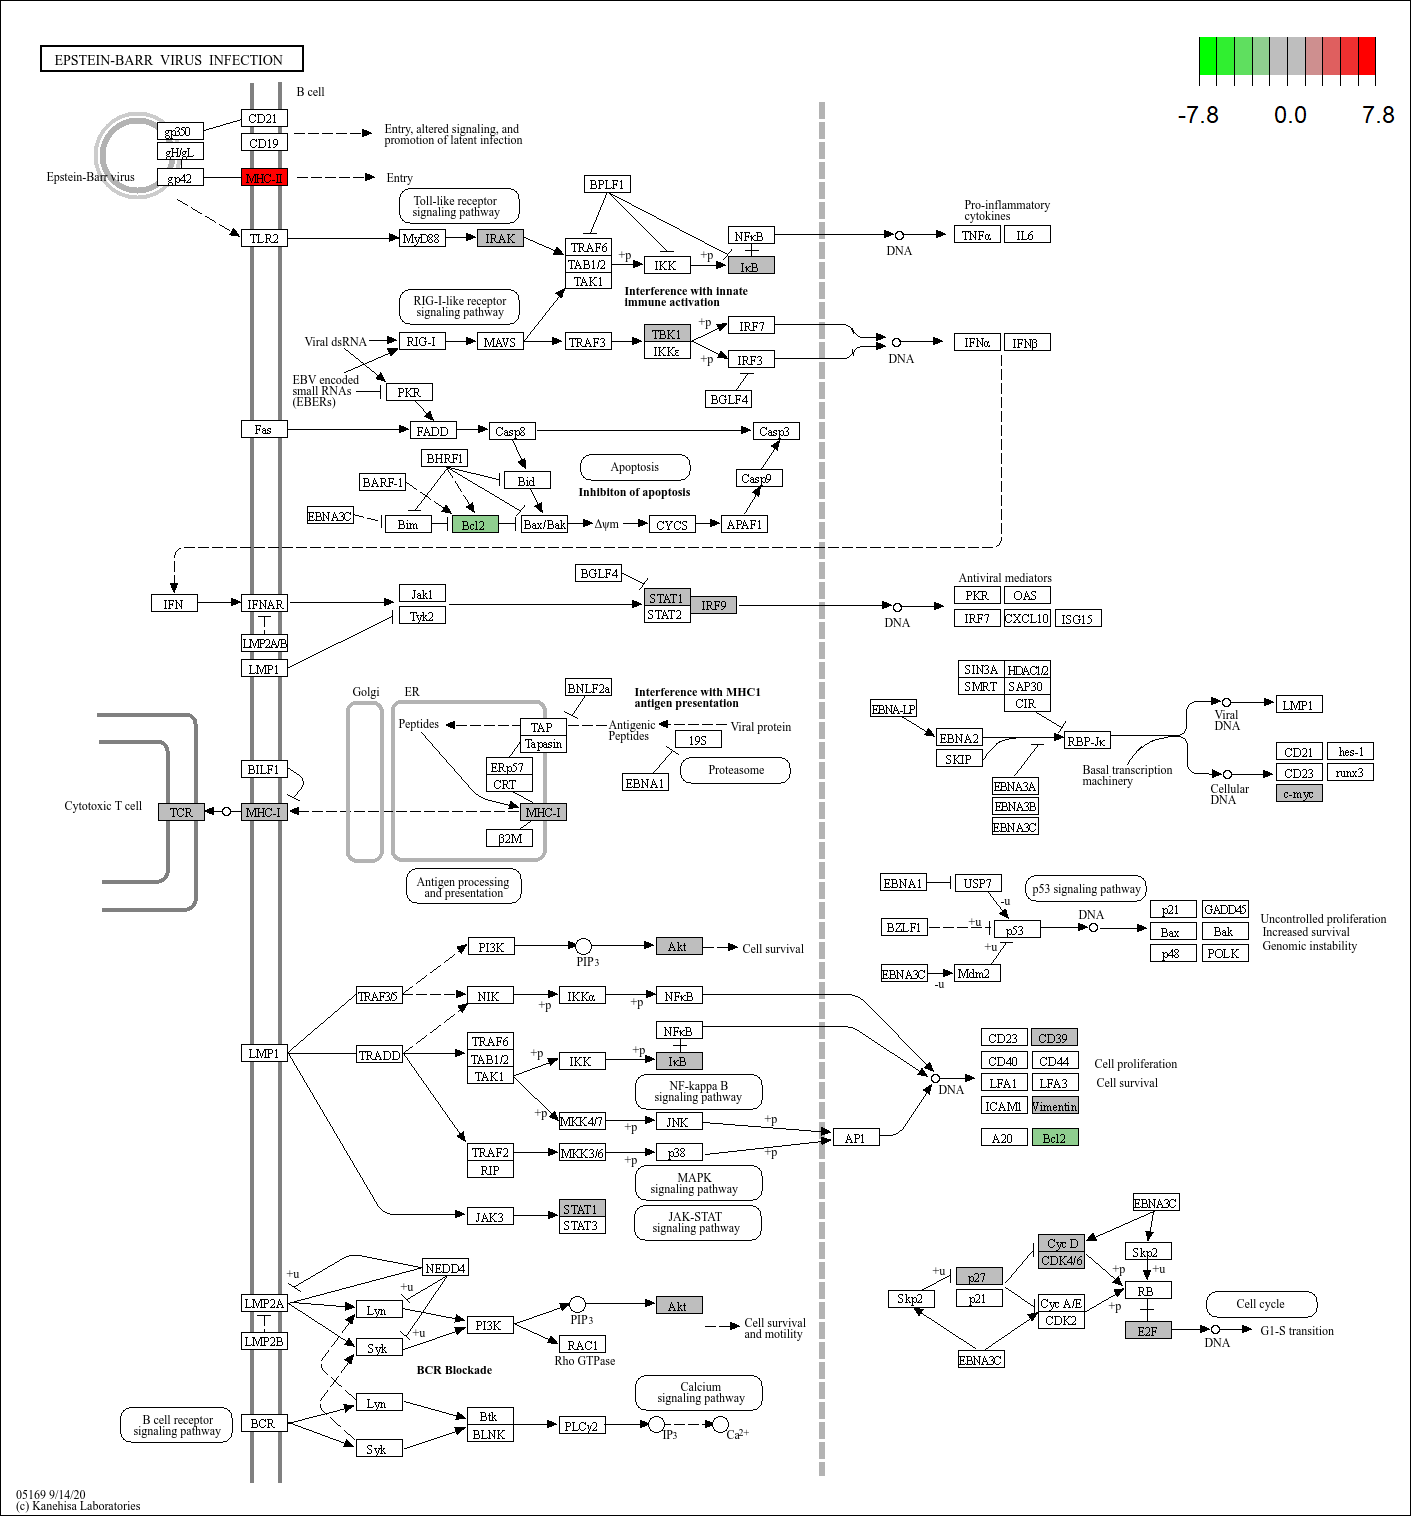 EPSTEIN-BARR VIRUS INFECTION
-7.8 0.0 7.8
B cell
gp350
CD21
gH/gL
CD19
Entry, altered signaling, and
promotion of latent infection
Epstein-Barr virus
gp42
MHC-II
Entry
Toll-like receptor
signaling pathway
BPLF1
TLR2
MyD88
IRAK
TRAF6
TAB1/2
TAK1
+p
IKK
+p
NFκB
IκB
DNA
Pro-inflammatory
cytokines
TNFα
IL6
Interference with innate
immune activation
RIG-I-like receptor
signaling pathway
Viral dsRNA
RIG-I
MAVS
TRAF3
TBK1
IKKε
+p
+p
IRF7
IRF3
BGLF4
DNA
IFNα
IFNβ
EBV encoded
small RNAs
(EBERs)
PKR
Fas
FADD
Casp8
Casp3
BHRF1
Bid
Apoptosis
Casp9
BARF-1
Inhibiton of apoptosis
EBNA3C
Bim
Bcl2
Bax/Bak
Δψm
CYCS
APAF1
IFN
IFNAR
LMP2A/B
LMP1
Jak1
Tyk2
BGLF4
STAT1
STAT2
IRF9
DNA
Antiviral mediators
PKR
OAS
IRF7
CXCL10
ISG15
Golgi
ER
BNLF2a
Interference with MHC1
antigen presentation
Peptides
TAP
Tapasin
Antigenic
Peptides
Viral protein
19S
ERp57
CRT
EBNA1
Proteasome
BILF1
Cytotoxic T cell
TCR
MHC-I
MHC-I
β2M
Antigen processing
and presentation
SIN3A
HDAC1/2
SMRT
SAP30
CIR
EBNA-LP
EBNA2
SKIP
RBP-Jκ
EBNA3A
EBNA3B
EBNA3C
Basal transcription
machinery
Viral
DNA
LMP1
Cellular
DNA
CD21
hes-1
CD23
runx3
c-myc
EBNA1
USP7
p53 signaling pathway
-u
BZLF1
+u
p53
+u
DNA
EBNA3C
-u
Mdm2
p21
GADD45
Bax
Bak
p48
POLK
Uncontrolled proliferation
Increased survival
Genomic instability
PI3K
PIP3
Akt
Cell survival
TRAF3/5
NIK
+p
IKKα
+p
NFκB
LMP1
TRADD
TRAF6
TAB1/2
TAK1
+p
IKK
+p
NFκB
IκB
NF-kappa B
signaling pathway
+p
MKK4/7
+p
JNK
+p
TRAF2
RIP
MKK3/6
+p
p38
+p
AP1
MAPK
signaling pathway
JAK3
STAT1
STAT3
JAK-STAT
signaling pathway
DNA
CD23
CD39
CD40
CD44
LFA1
LFA3
ICAM1
Vimentin
A20
Bcl2
Cell proliferation
Cell survival
NEDD4
+u
+u
+u
LMP2A
LMP2B
Lyn
Syk
PI3K
PIP3
Akt
RAC1
Rho GTPase
Cell survival
and motility
BCR Blockade
B cell receptor
signaling pathway
BCR
Lyn
Syk
Btk
BLNK
PLCγ2
IP3
Ca2+
Calcium
signaling pathway
EBNA3C
Cyc D
CDK4/6
Skp2
+u
+p
+u
p27
p21
Skp2
Cyc A/E
CDK2
+p
RB
E2F
EBNA3C
DNA
Cell cycle
G1-S transition
05169 9/14/20
(c) Kanehisa Laboratories